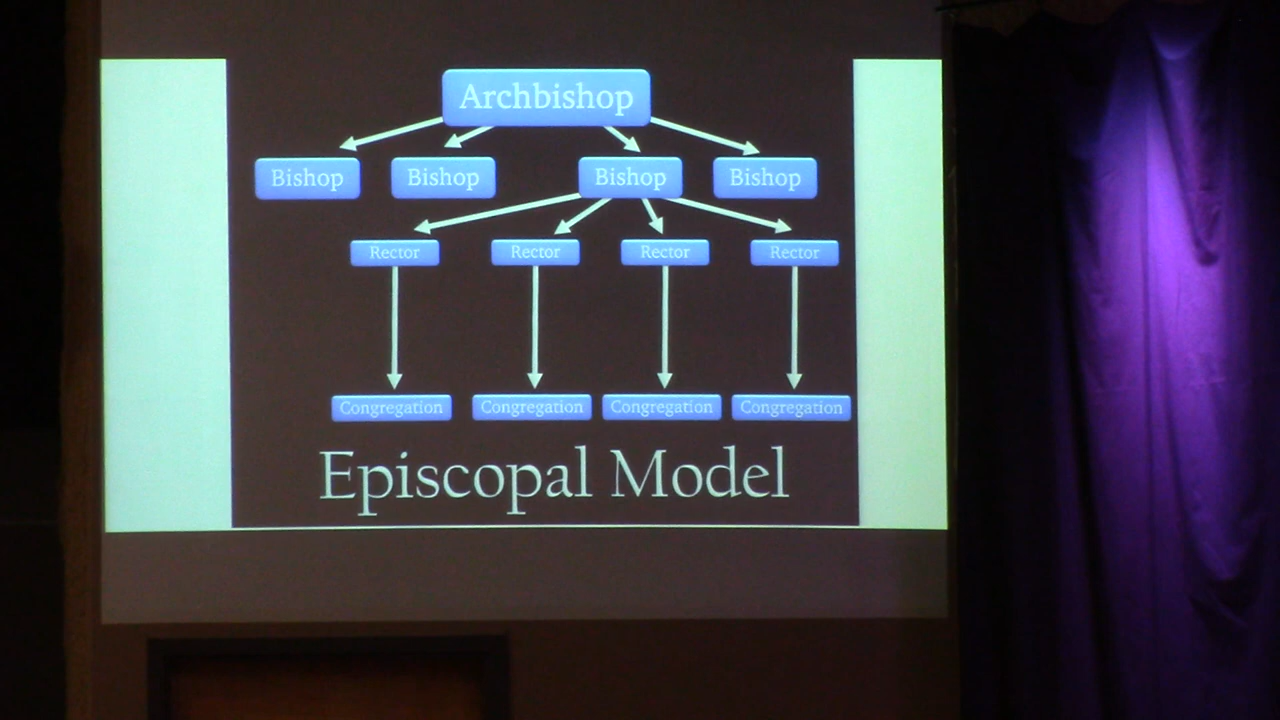 Archbishop
Bishop Bishop Bishop Bishop
Rector Rector Rector Rector
Congregation Congregation Congregation Congregation
Episcopal Model